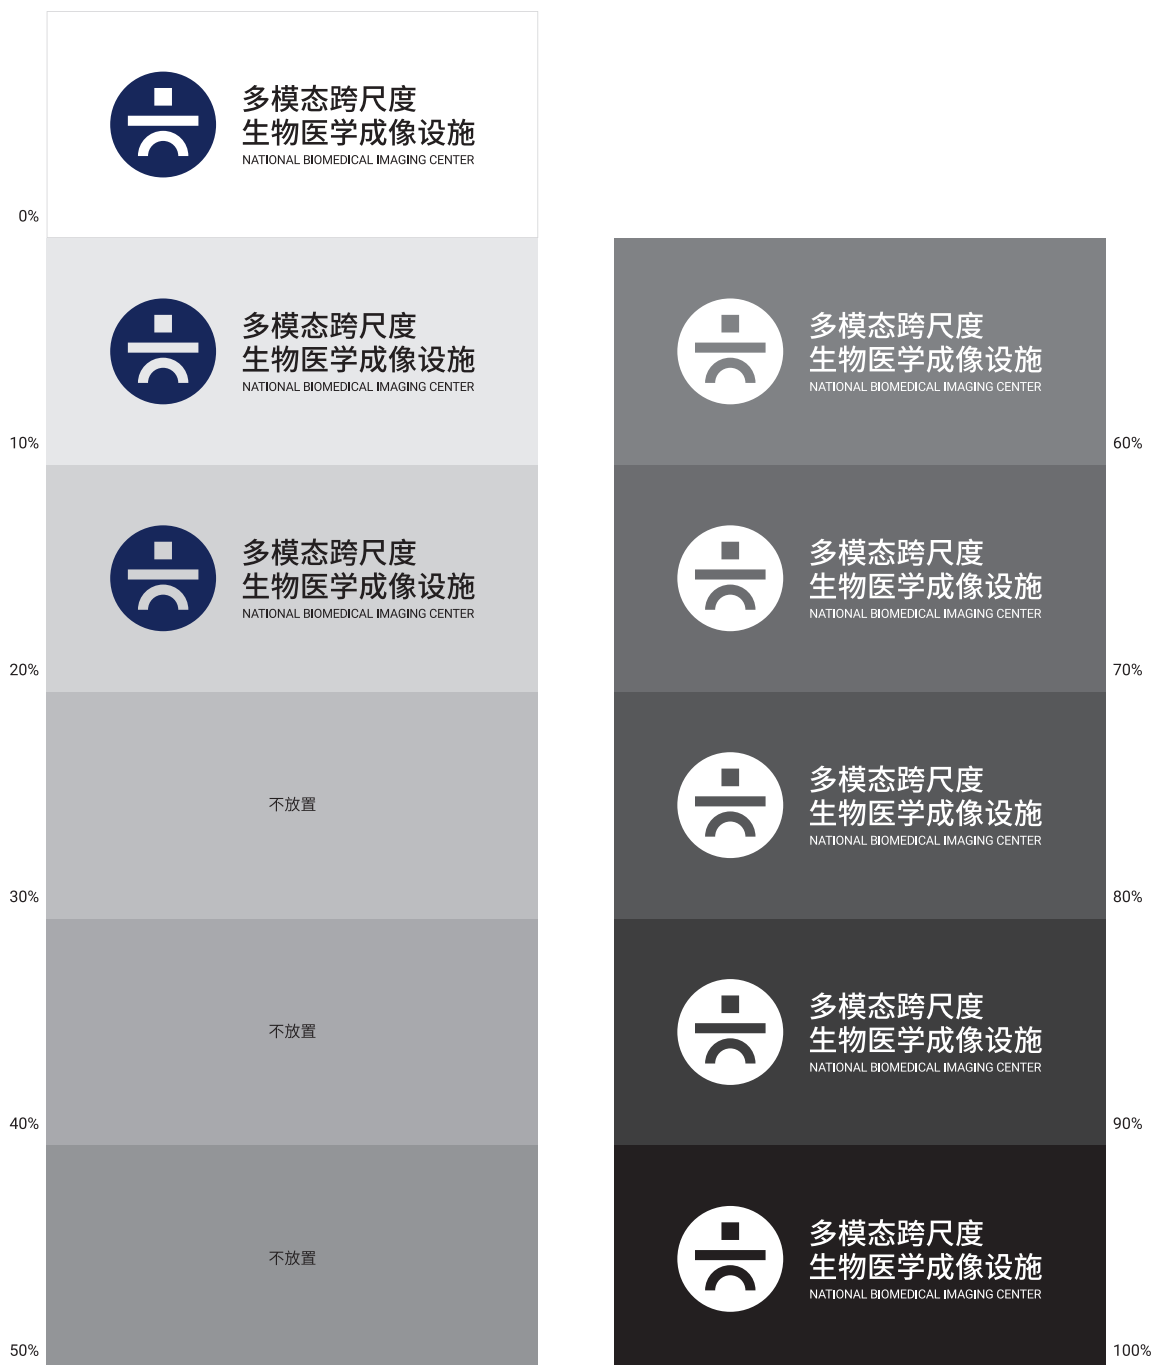 多模态跨尺度
生物医学成像设施
NATIONAL BIOMEDICAL IMAGING CENTER
0%
多模态跨尺度
生物医学成像设施
NATIONAL BIOMEDICAL IMAGING CENTER
10%
多模态跨尺度
生物医学成像设施
NATIONAL BIOMEDICAL IMAGING CENTER
20%
不放置
30%
不放置
40%
不放置
50%
多模态跨尺度
生物医学成像设施
NATIONAL BIOMEDICAL IMAGING CENTER
60%
多模态跨尺度
生物医学成像设施
NATIONAL BIOMEDICAL IMAGING CENTER
70%
多模态跨尺度
生物医学成像设施
NATIONAL BIOMEDICAL IMAGING CENTER
80%
多模态跨尺度
生物医学成像设施
NATIONAL BIOMEDICAL IMAGING CENTER
90%
多模态跨尺度
生物医学成像设施
NATIONAL BIOMEDICAL IMAGING CENTER
100%